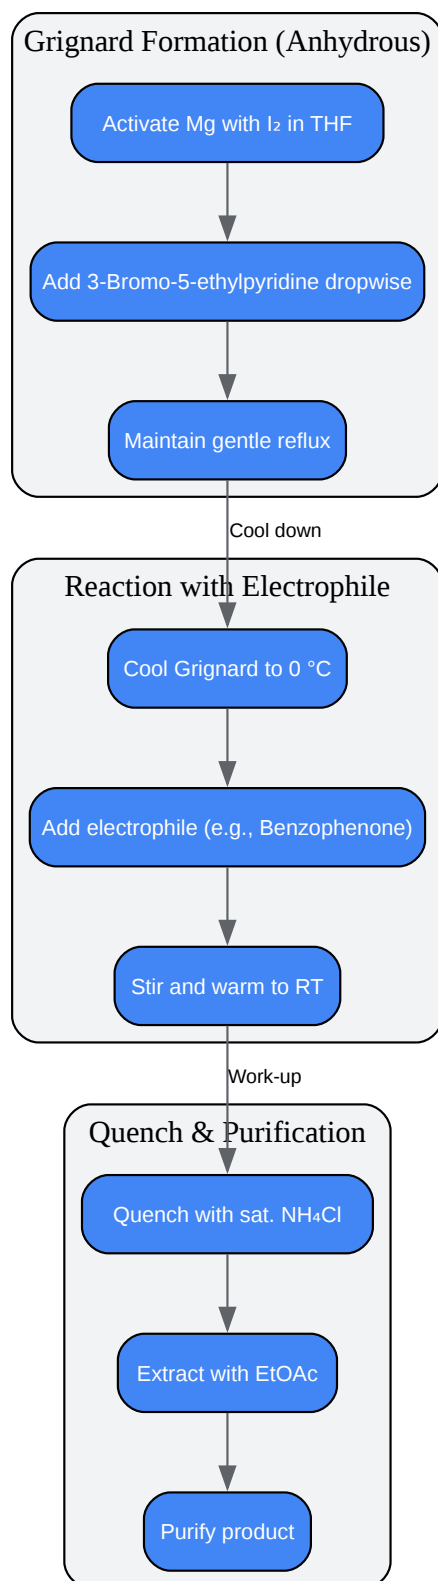 Grignard Formation (Anhydrous)
Activate Mg with I₂ in THF
Add 3-Bromo-5-ethylpyridine dropwise
Maintain gentle reflux
Cool down
Reaction with Electrophile
Cool Grignard to 0 °C
Add electrophile (e.g., Benzophenone)
Stir and warm to RT
Work-up
Quench & Purification
Quench with sat. NH₄Cl
Extract with EtOAc
Purify product